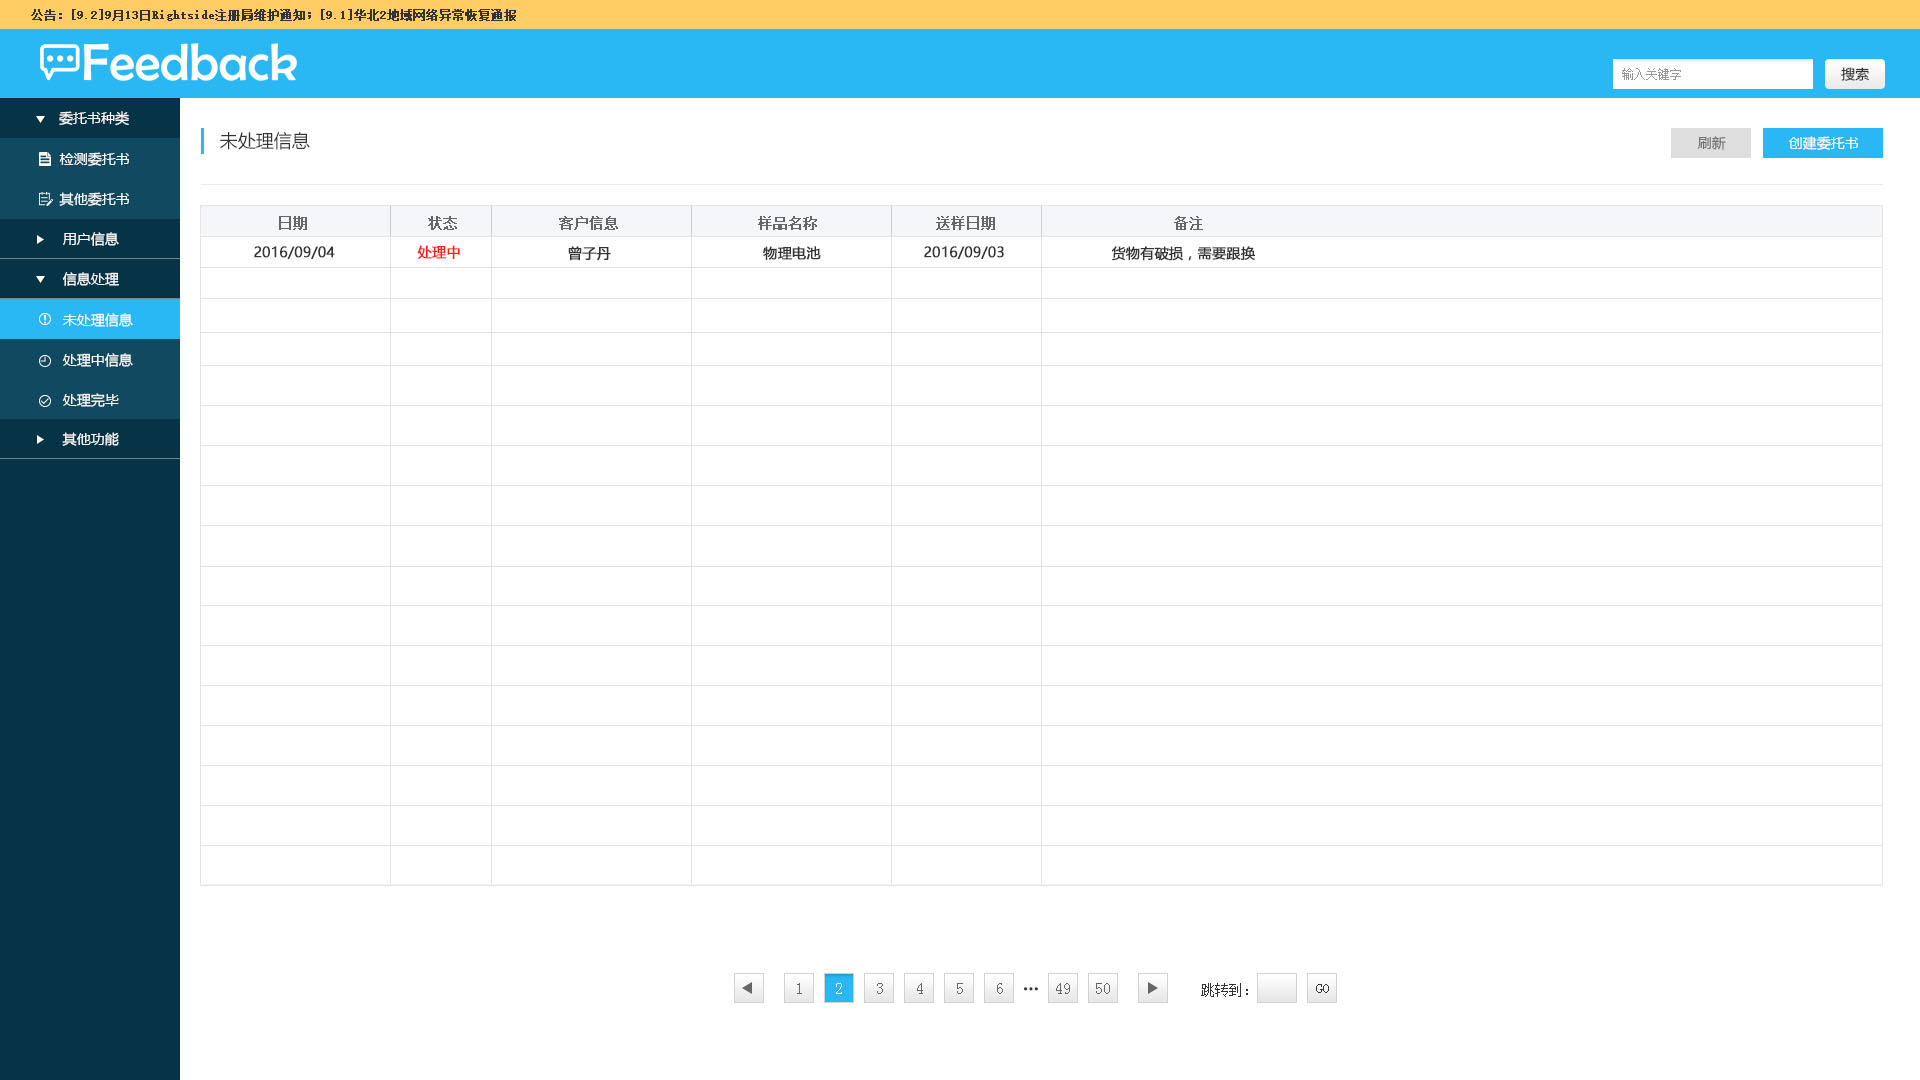 公告：[9.2]9月13日Rightside注册局维护通知；[9.1]华北2地域网络异常恢复通报
Feedback
输入关键字
搜索
委托书种类
检测委托书
其他委托书
用户信息
信息处理
未处理信息
处理中信息
处理完毕
其他功能
未处理信息
刷新
创建委托书
日期 状态 客户信息 样品名称 送样日期 备注
2016/09/04 处理中 曾子丹 物理电池 2016/09/03 货物有破损，需要跟换
1 2 3 4 5 6 ••• 49 50 跳转到： GO